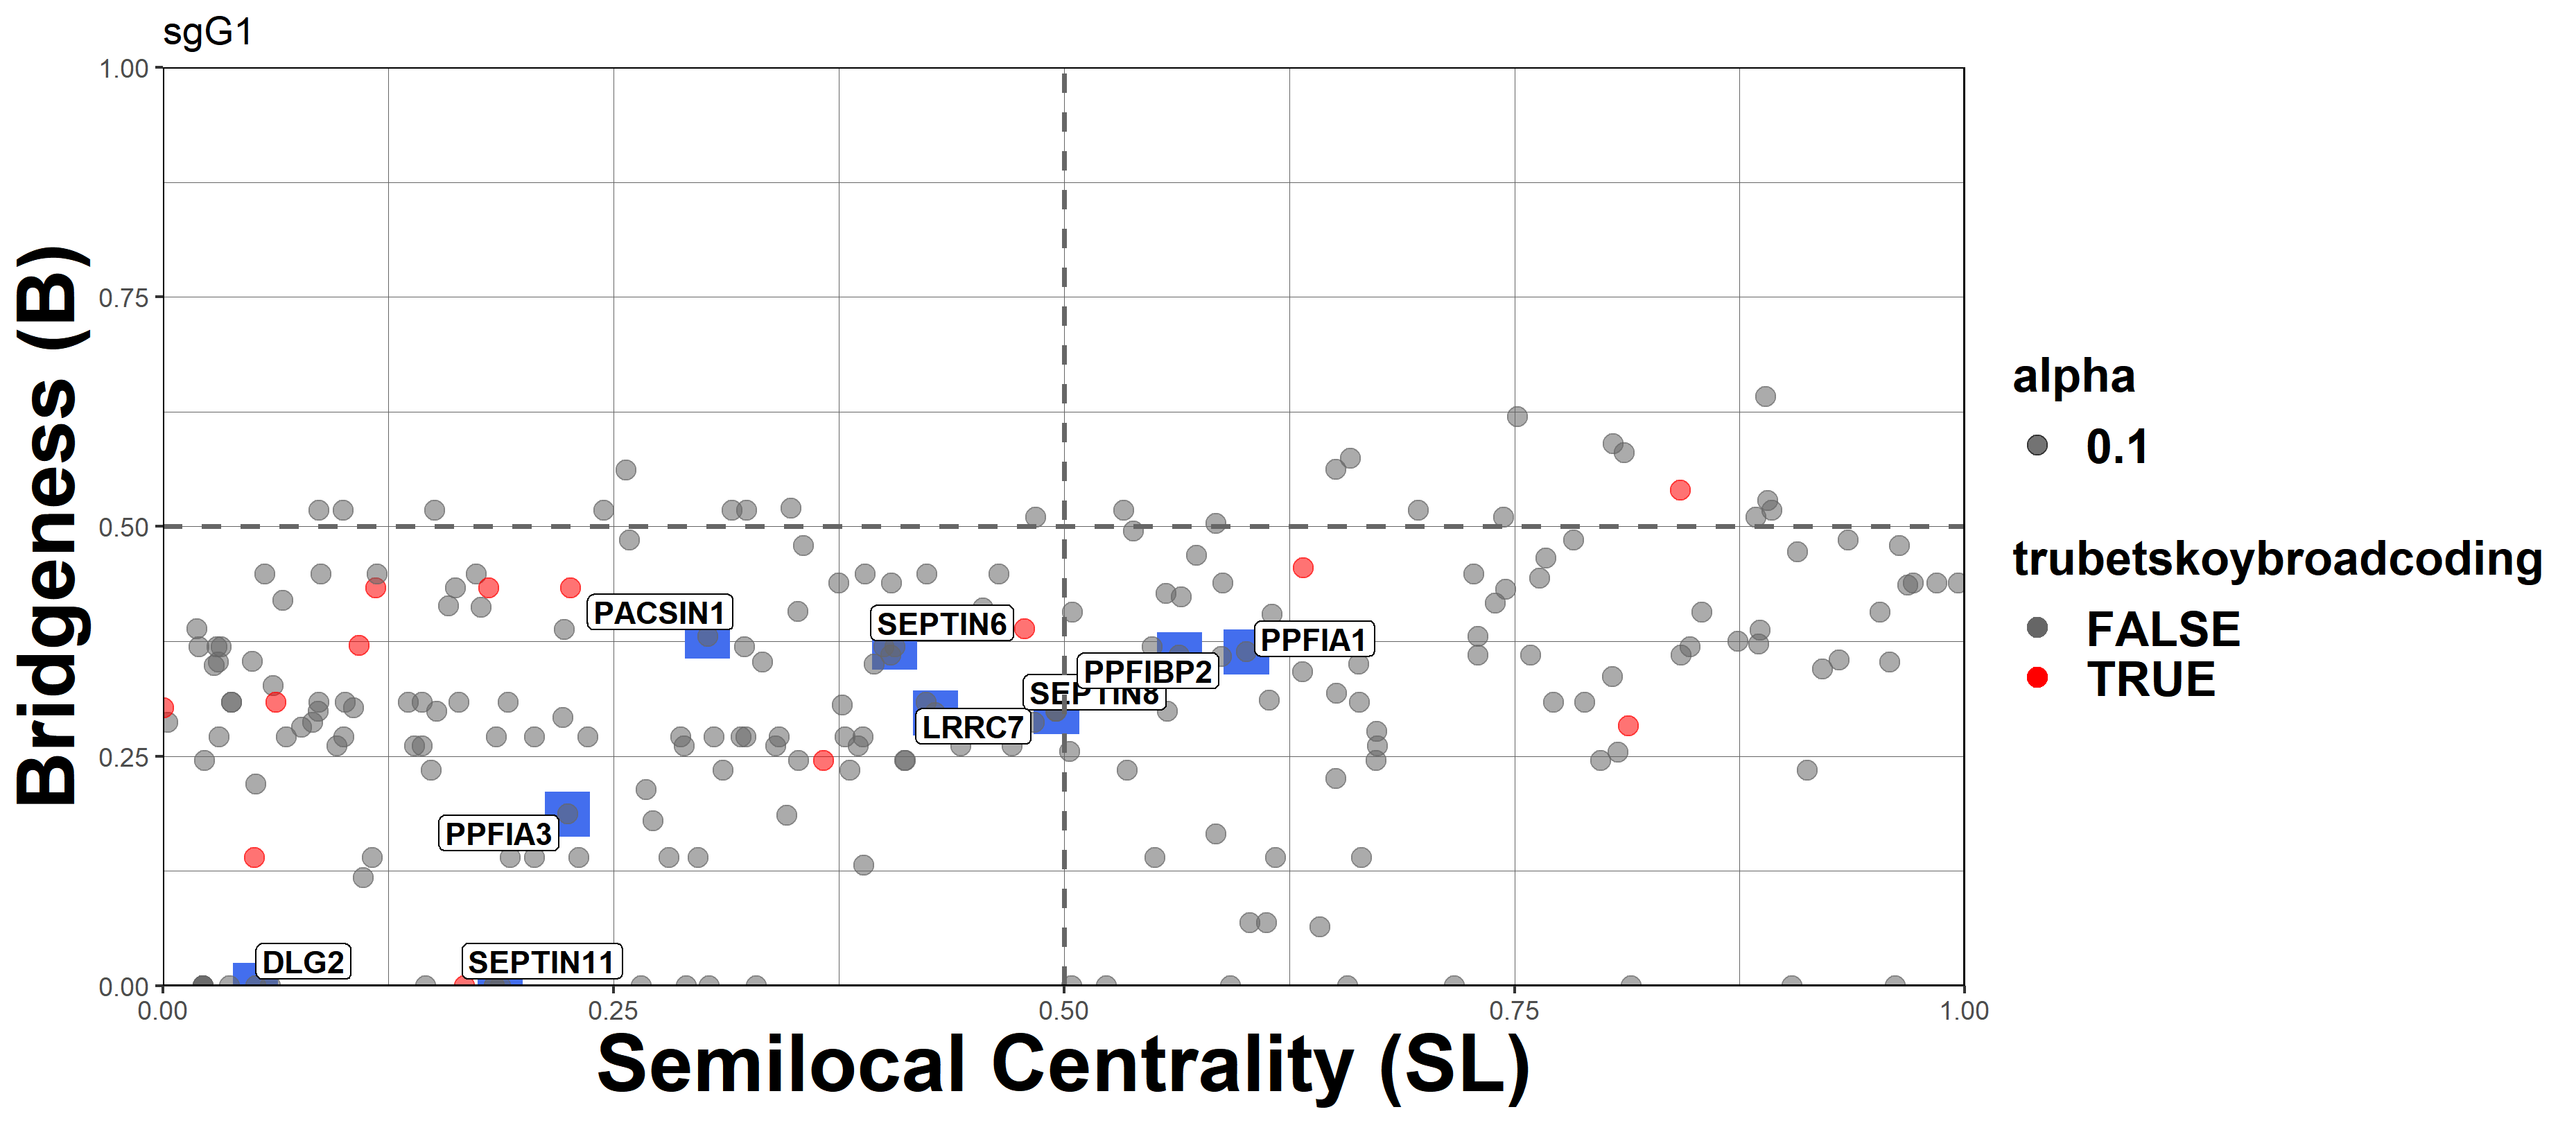 sgG1
1.00
0.75
0.50
0.25
0.00
Bridgeness (B)
PACSIN1
SEPTIN6
PPFIA1
PPFIBP2
SEPTIN8
LRRC7
PPFIA3
DLG2
SEPTIN11
0.00 0.25 0.50 0.75 1.00
Semilocal Centrality (SL)
alpha
0.1
trubetskoybroadcoding
FALSE
TRUE